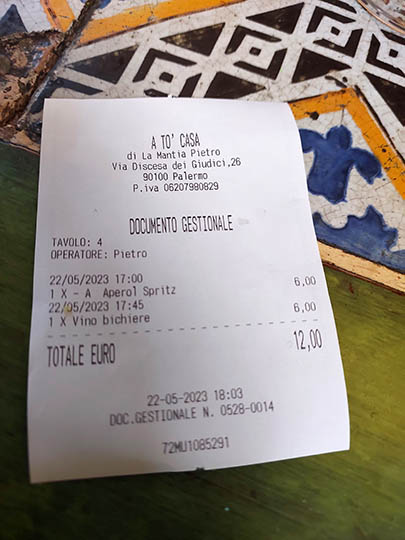 A TO' CASA
di La Mantia Pietro
Via Discesa dei Giudici,26
90100 Palermo
P.iva 06207980829
DOCUMENTO GESTIONALE
TAVOLO: 4
OPERATORE: Pietro
22/05/2023 17:00
1 X - A Aperol Spritz 6,00
22/05/2023 17:45
1 X Vino bichiere 6,00
TOTALE EURO 12,00
22-05-2023 18:03
DOC.GESTIONALE N. 0528-0014
72MU1085291